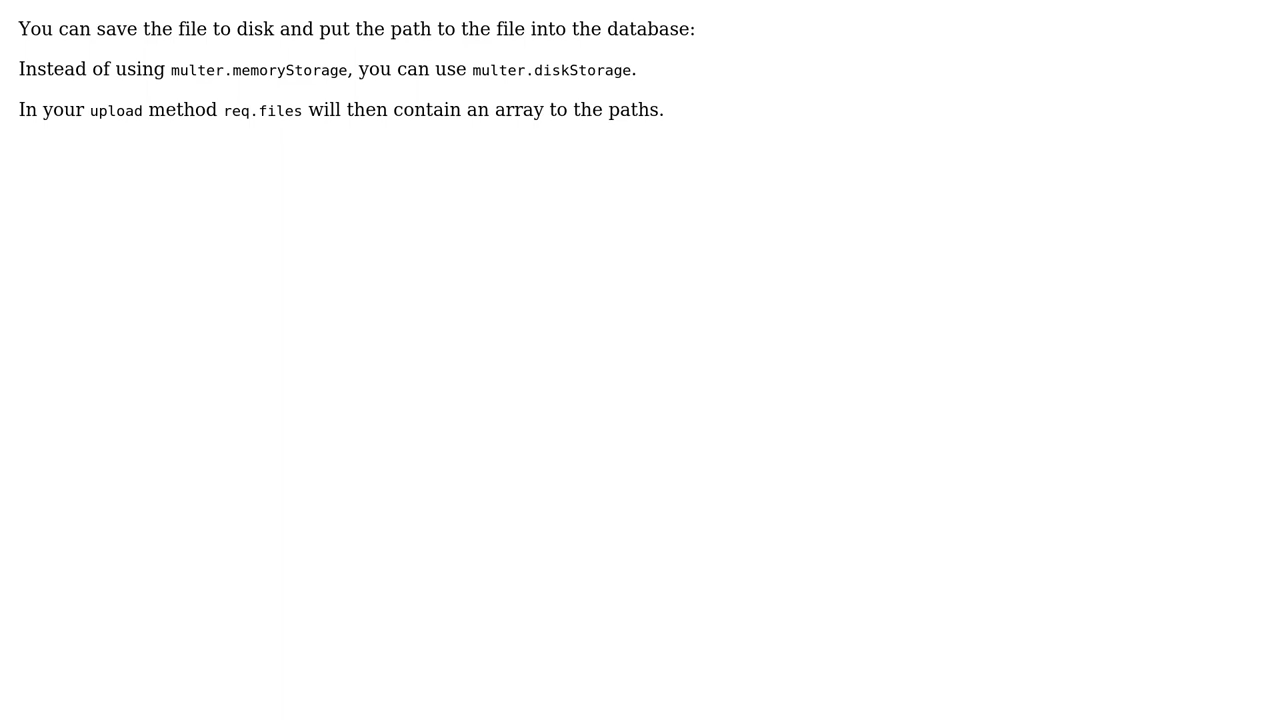 You can save the file to disk and put the path to the file into the database:
Instead of using multer.memoryStorage, you can use multer.diskStorage.
In your upload method req.files will then contain an array to the paths.